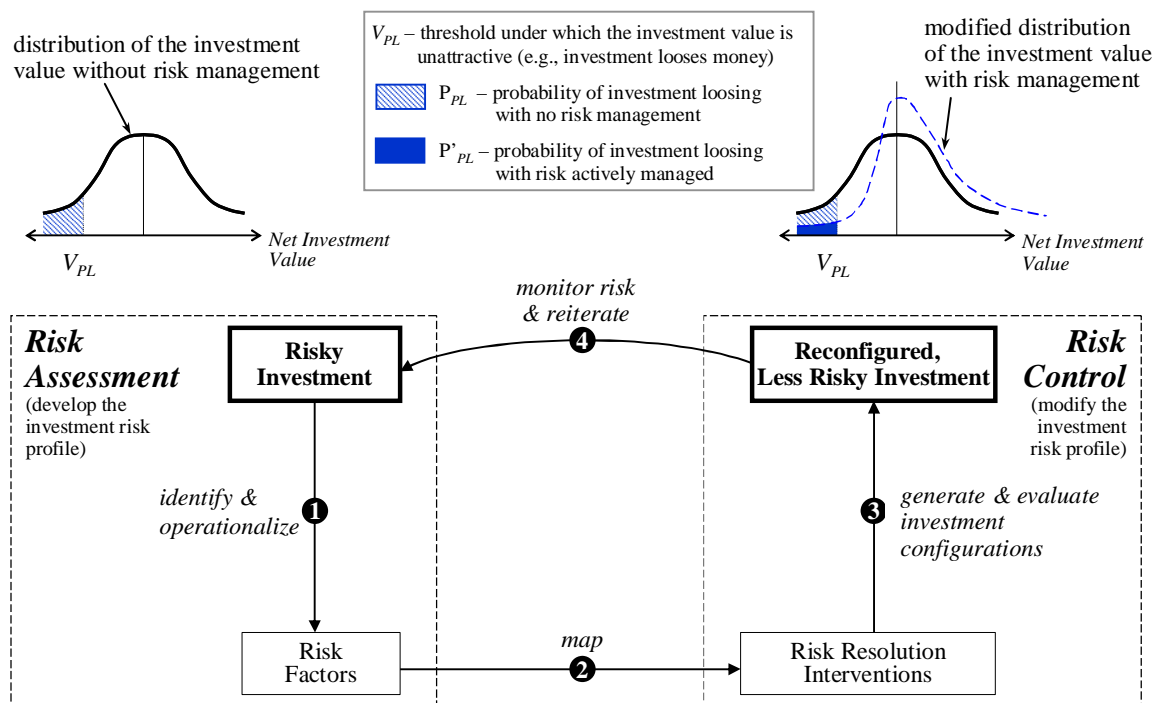 distribution of the investment
value without risk management
Net Investment
Value
V_PL
V_PL – threshold under which the investment value is
unattractive (e.g., investment looses money)
P_PL – probability of investment loosing
with no risk management
P’_PL – probability of investment loosing
with risk actively managed
modified distribution
of the investment value
with risk management
Net Investment
Value
V_PL
Risk
Assessment
(develop the
investment risk
profile)
Risky
Investment
monitor risk
& reiterate
4
Reconfigured,
Less Risky Investment
Risk
Control
(modify the
investment
risk profile)
identify &
operationalize
1
3
generate & evaluate
investment
configurations
Risk
Factors
map
2
Risk Resolution
Interventions